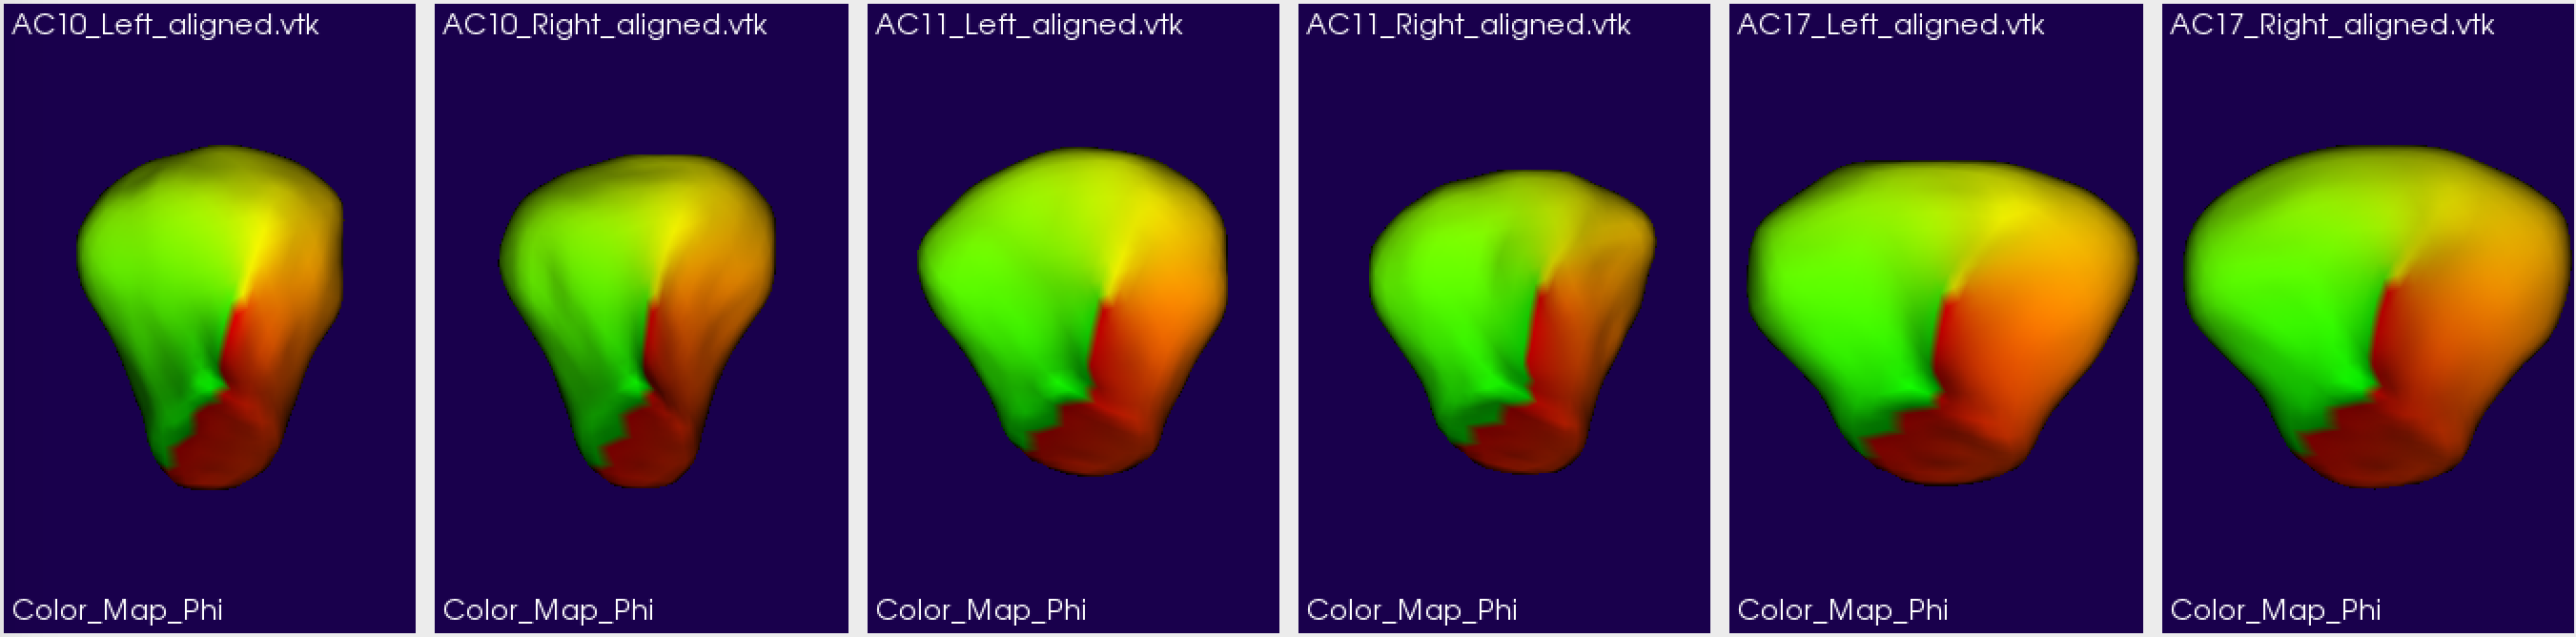 AC10_Left_aligned.vtk
AC10_Right_aligned.vtk
AC11_Left_aligned.vtk
AC11_Right_aligned.vtk
AC17_Left_aligned.vtk
AC17_Right_aligned.vtk
Color_Map_Phi
Color_Map_Phi
Color_Map_Phi
Color_Map_Phi
Color_Map_Phi
Color_Map_Phi